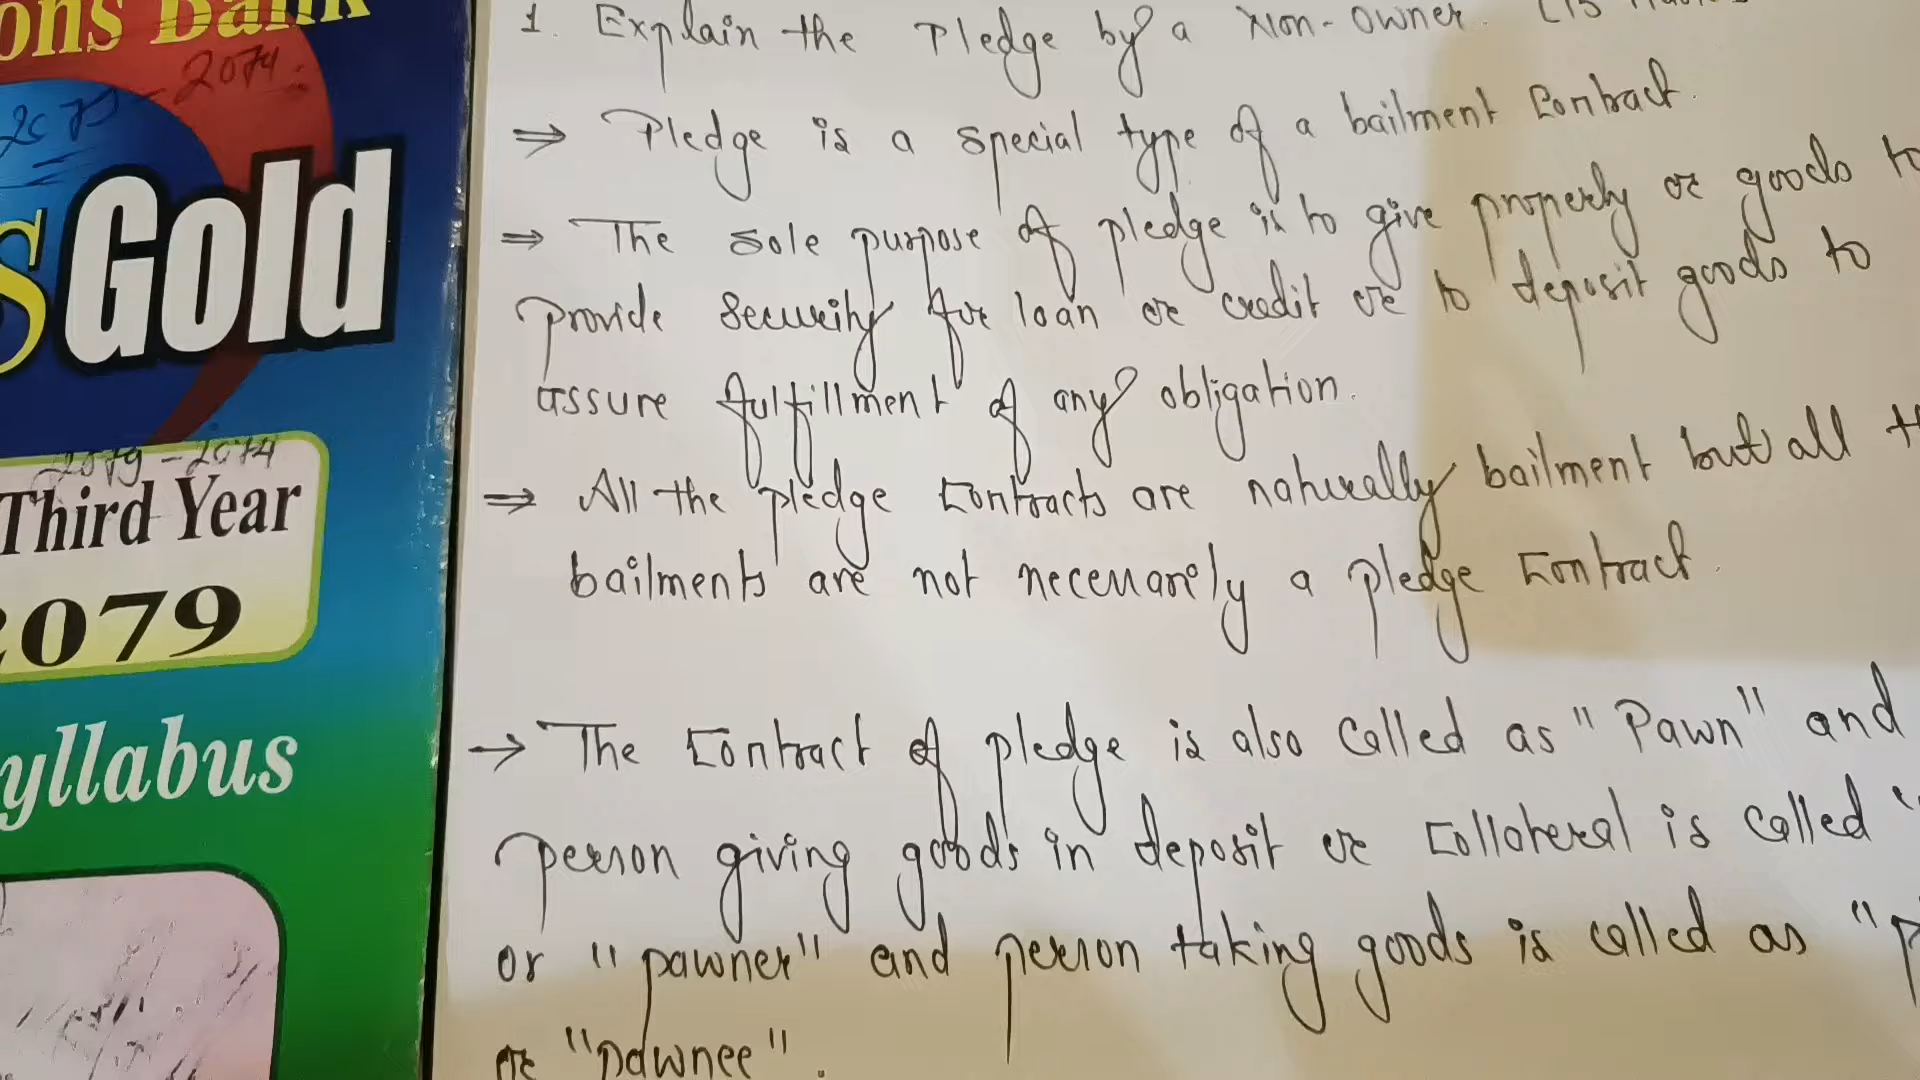 ons Bank
2074
2079 - 2074
Gold
Third Year
2079
yllabus
1. Explain the Pledge by a Non-owner.
⇒ Pledge is a special type of a bailment Contract.
⇒ The sole purpose of pledge is to give property or goods to
provide security for loan or credit or to deposit goods to
assure fulfillment of any obligation.
⇒ All the pledge Contracts are naturally bailment but all
bailments are not necessarily a pledge Contract.
→ The Contract of pledge is also Called as "Pawn" and
person giving goods in deposit or Collateral is called
or "pawner" and person taking goods is called as
or "pawnee".